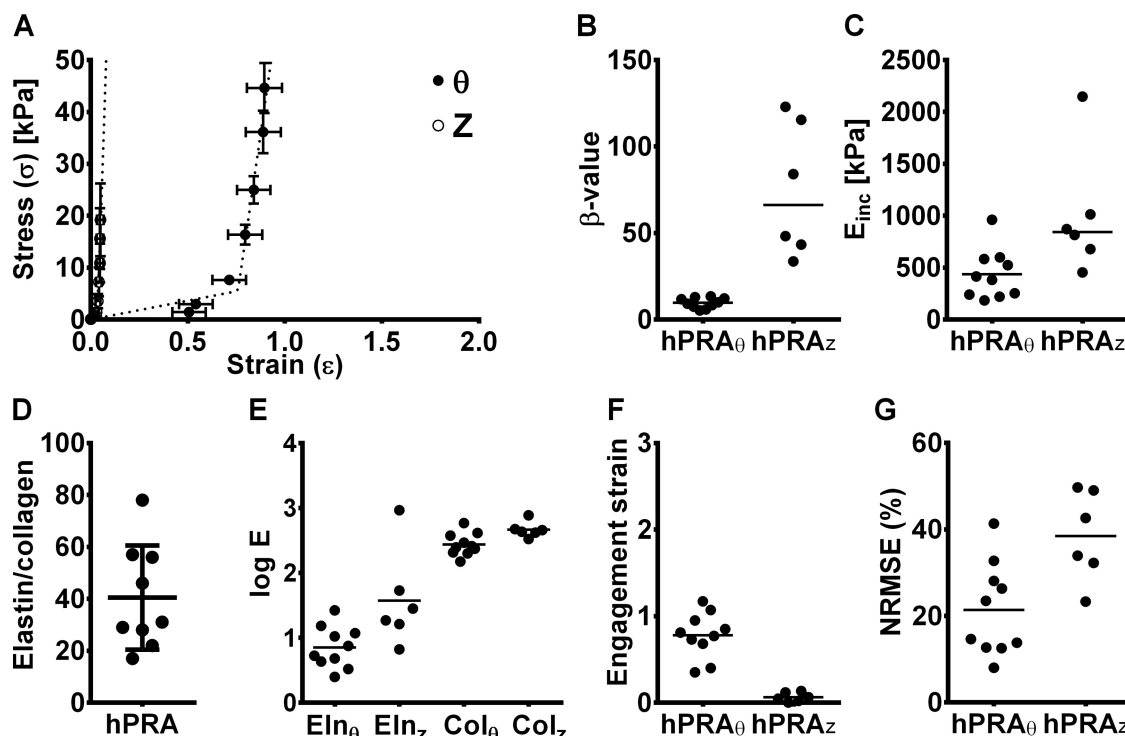 A
Stress (σ) [kPa]
50
40
30
20
10
0
0.0 0.5 1.0 1.5 2.0
Strain (ε)
θ
Z
B
β-value
150
100
50
0
hPRAθ hPRAz
C
Einc [kPa]
2500
2000
1500
1000
500
0
hPRAθ hPRAz
D
Elastin/collagen
100
80
60
40
20
0
hPRA
E
log E
4
3
2
1
0
Elnθ Elnz Colθ Colz
F
Engagement strain
3
2
1
0
hPRAθ hPRAz
G
NRMSE (%)
60
40
20
0
hPRAθ hPRAz